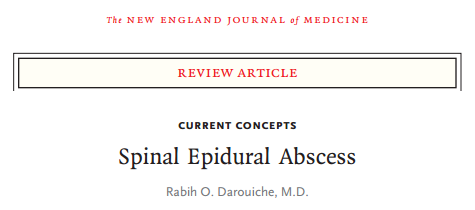 The NEW ENGLAND JOURNAL of MEDICINE
REVIEW ARTICLE
CURRENT CONCEPTS
Spinal Epidural Abscess
Rabih O. Darouiche, M.D.